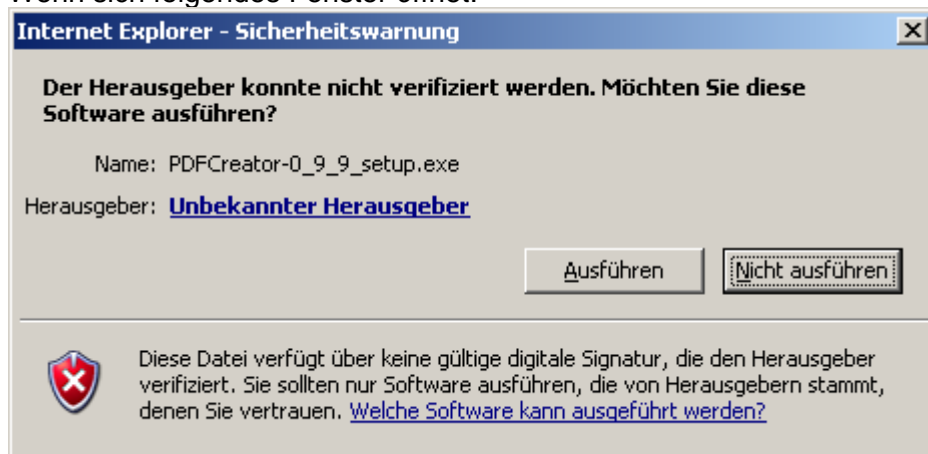 Wenn sich folgendes Fenster öffnet:
Internet Explorer - Sicherheitswarnung
Der Herausgeber konnte nicht verifiziert werden. Möchten Sie diese
Software ausführen?
Name: PDFCreator-0_9_9_setup.exe
Herausgeber: Unbekannter Herausgeber
Ausführen
Nicht ausführen
Diese Datei verfügt über keine gültige digitale Signatur, die den Herausgeber
verifiziert. Sie sollten nur Software ausführen, die von Herausgebern stammt,
denen Sie vertrauen. Welche Software kann ausgeführt werden?